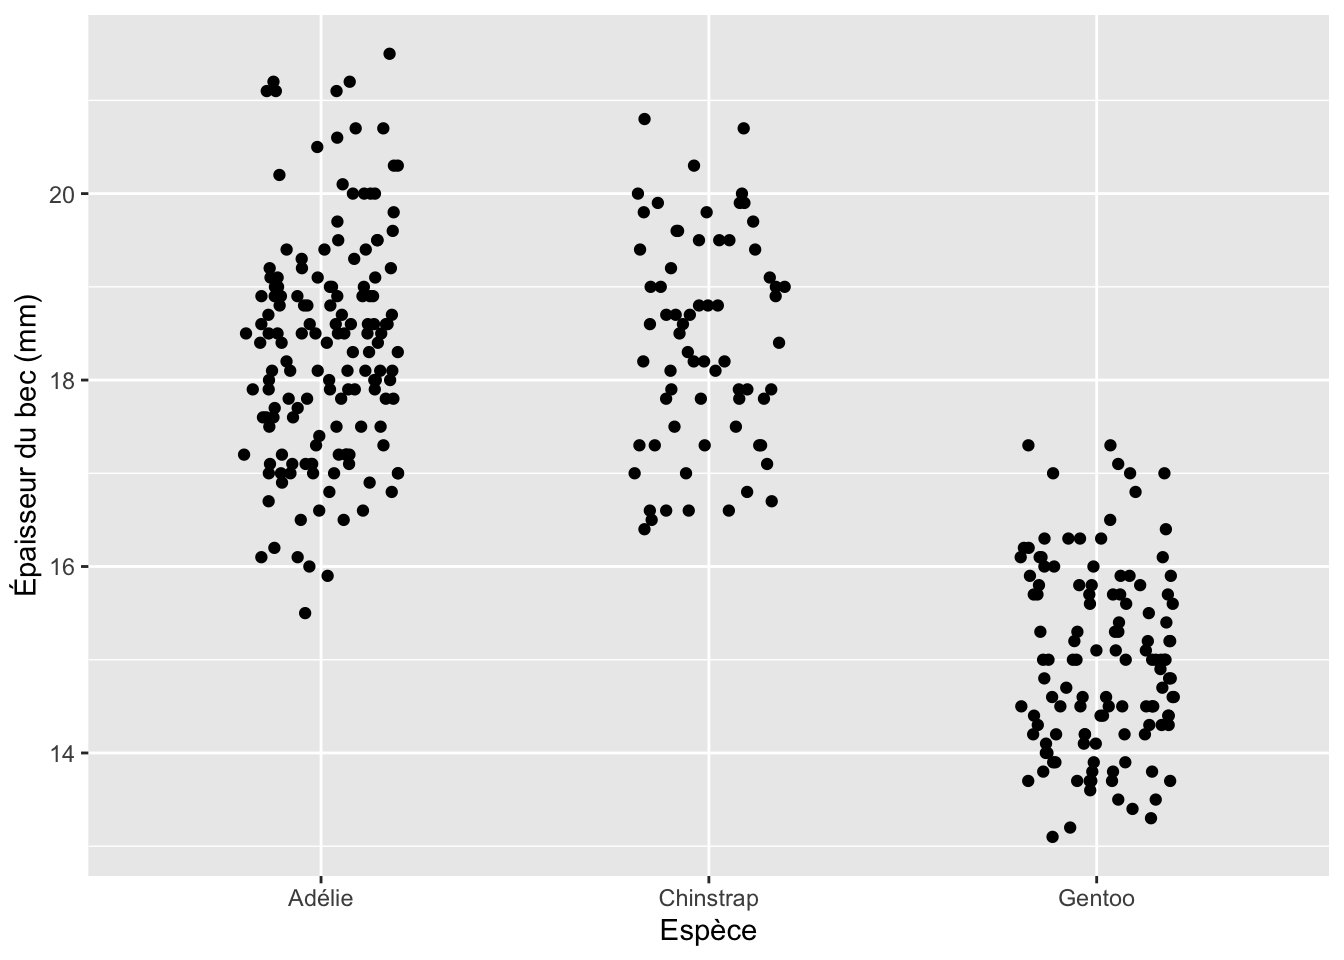 Épaisseur du bec (mm)
20
18
16
14
Adélie
Chinstrap
Gentoo
Espèce